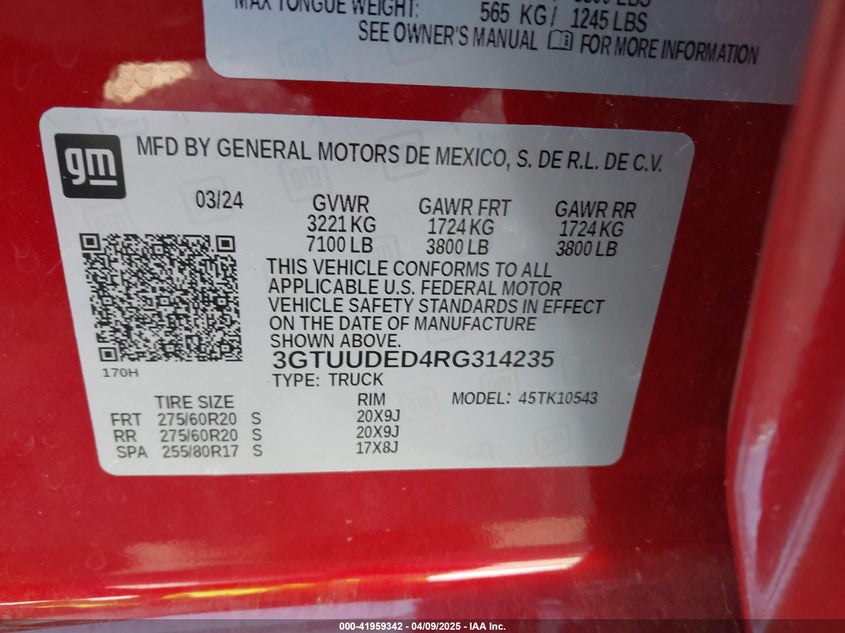 MAX TONGUE WEIGHT: 565 KG/ 1245 LBS
SEE OWNER'S MANUAL FOR MORE INFORMATION
gm
MFD BY GENERAL MOTORS DE MEXICO, S. DE R.L. DE C.V.
03/24 GVWR GAWR FRT GAWR RR
3221 KG 1724 KG 1724 KG
7100 LB 3800 LB 3800 LB
THIS VEHICLE CONFORMS TO ALL
APPLICABLE U.S. FEDERAL MOTOR
VEHICLE SAFETY STANDARDS IN EFFECT
ON THE DATE OF MANUFACTURE
SHOWN ABOVE.
170H
3GTUUDED4RG314235
TYPE: TRUCK
TIRE SIZE RIM MODEL: 45TK10543
FRT 275/60R20 S 20X9J
RR 275/60R20 S 20X9J
SPA 255/80R17 S 17X8J
000-41959342 - 04/09/2025 - IAA Inc.